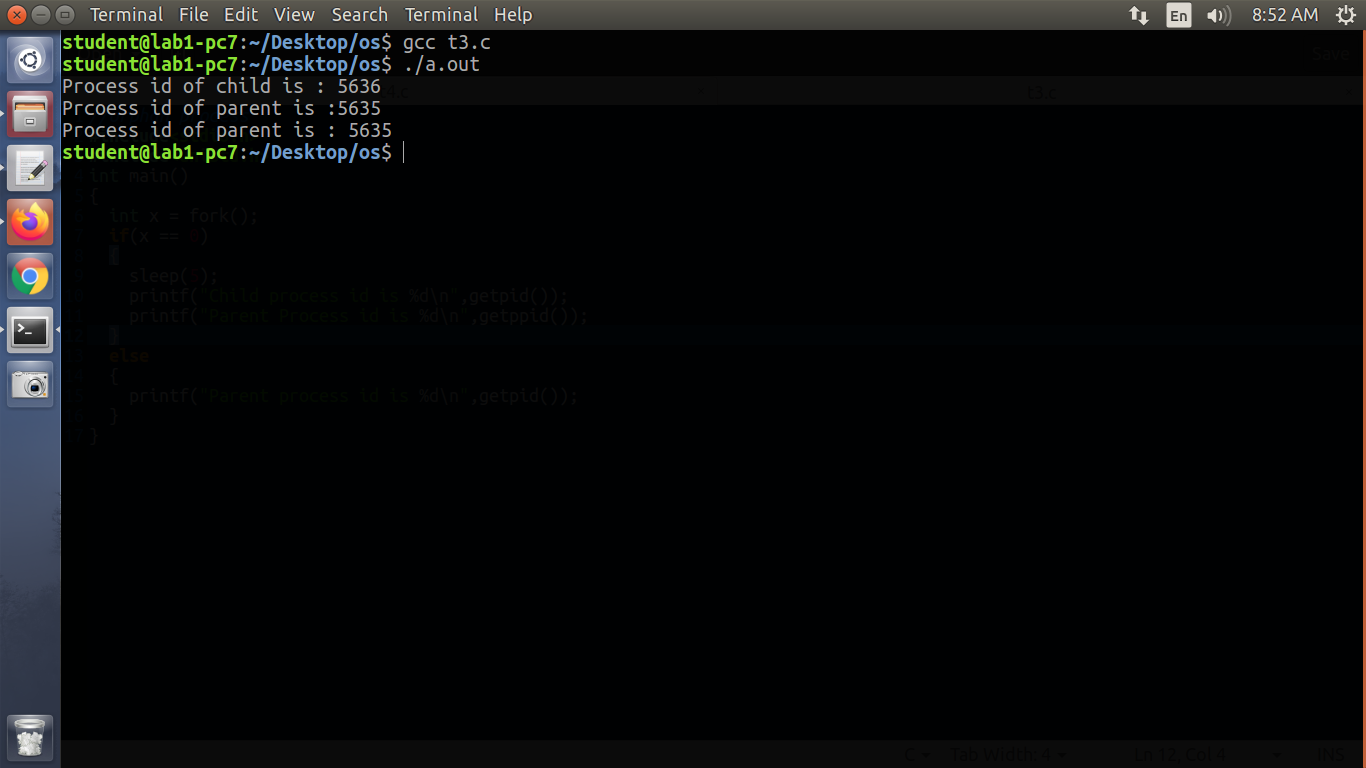 Terminal File Edit View Search Terminal Help En 8:52 AM
student@lab1-pc7:~/Desktop/os$ gcc t3.c
student@lab1-pc7:~/Desktop/os$ ./a.out
Save
Process id of child is : 5636
t3.c
Prcoess id of parent is :5635
Process id of parent is : 5635
student@lab1-pc7:~/Desktop/os$
int main()
{
int x = fork();
if(x == 0)
{
sleep();
printf("Child process id is %d\n",getpid());
printf("Parent Process id is %d\n",getppid());
}
else
{
printf("Parent process id is %d\n",getpid());
}
}
C Tab Width: 4 Ln 12, Col 4 INS